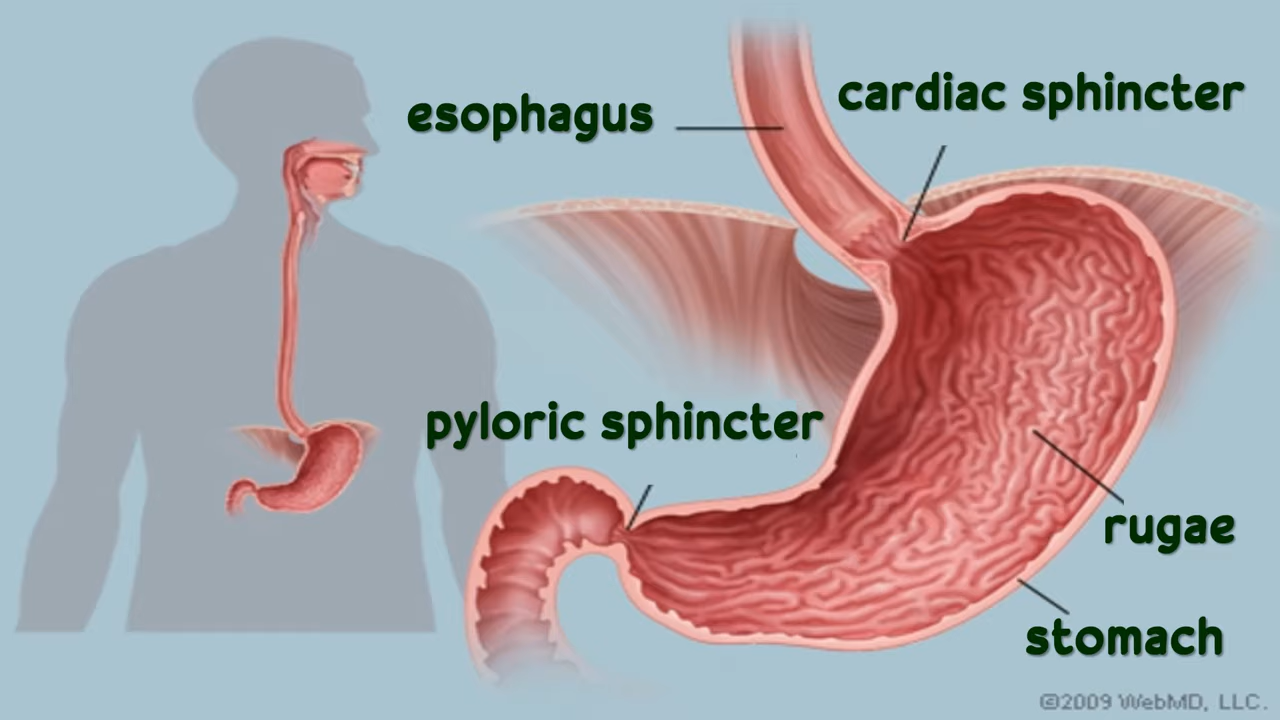 esophagus
cardiac sphincter
pyloric sphincter
rugae
stomach
©2009 WebMD, LLC.